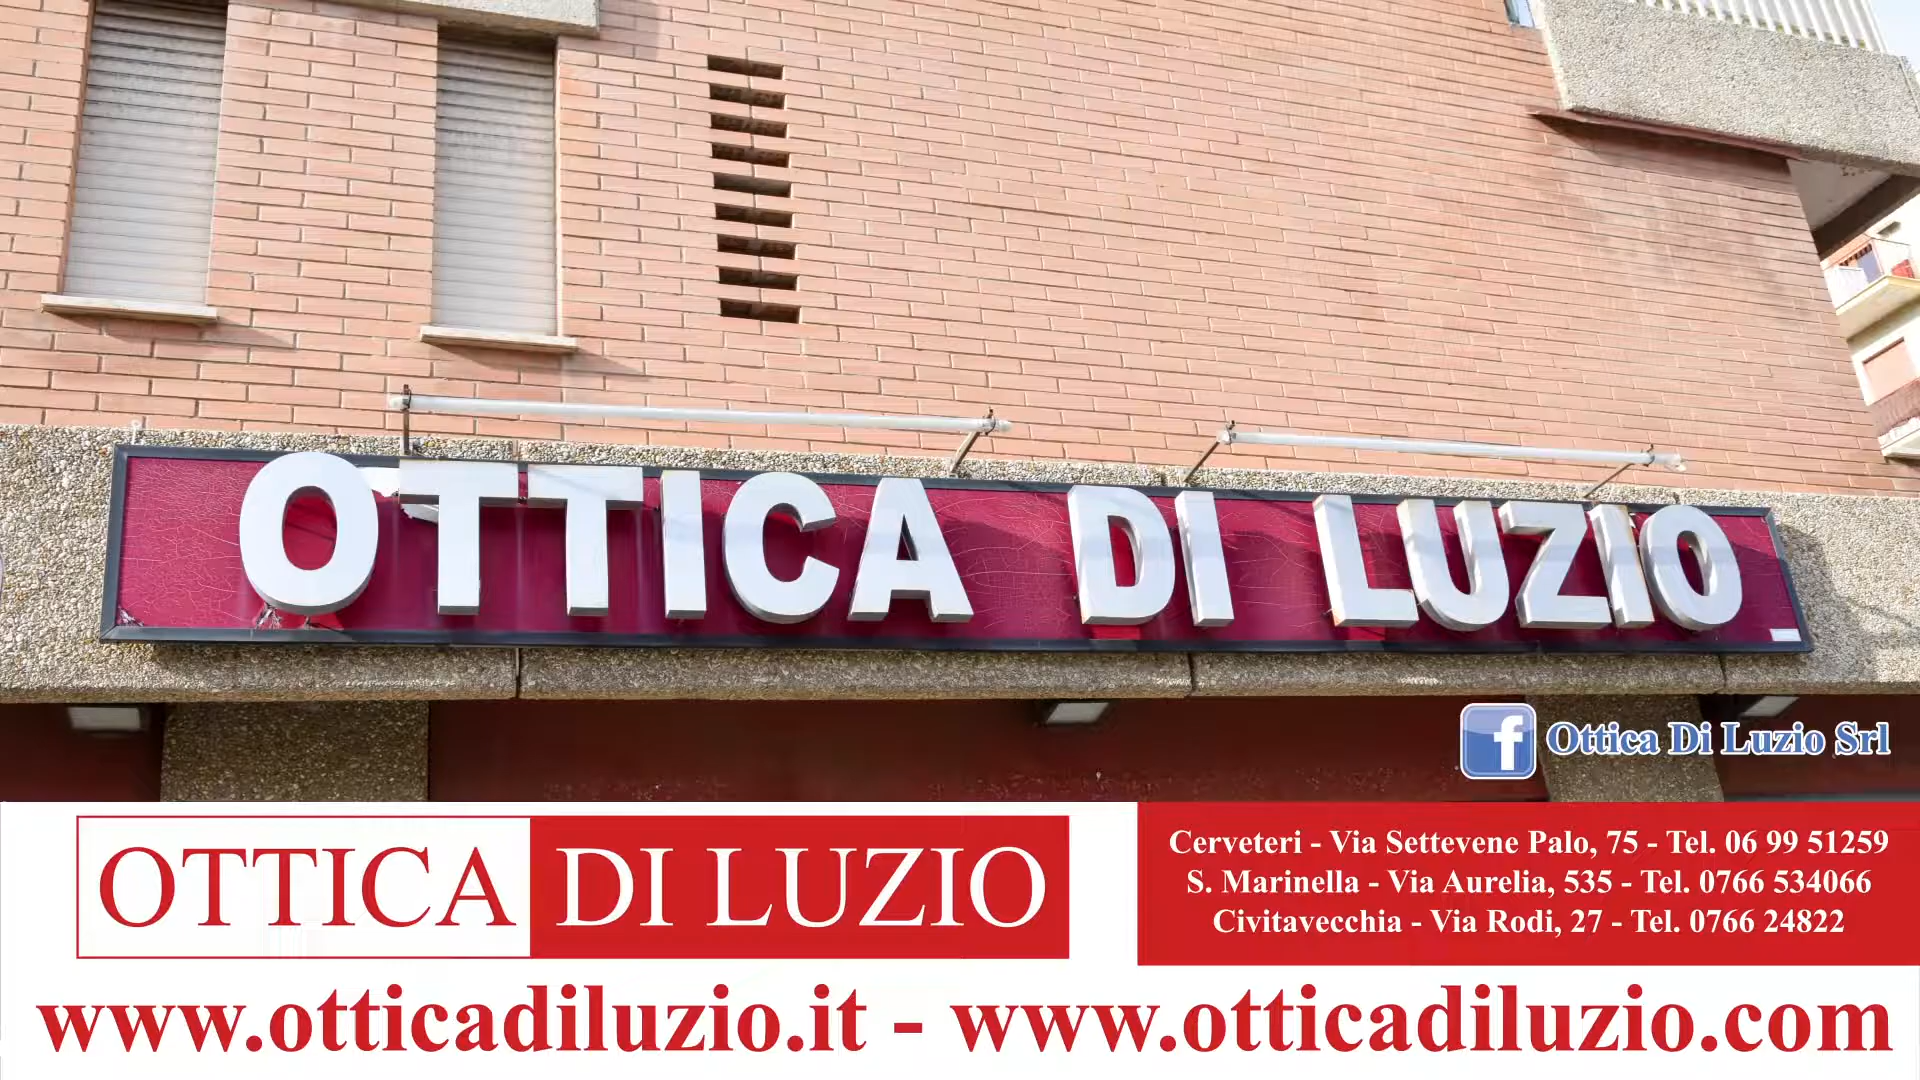 OTTICA DI LUZIO
f Ottica Di Luzio Srl
OTTICA DI LUZIO
Cerveteri - Via Settevene Palo, 75 - Tel. 06 99 51259
S. Marinella - Via Aurelia, 535 - Tel. 0766 534066
Civitavecchia - Via Rodi, 27 - Tel. 0766 24822
www.otticadiluzio.it - www.otticadiluzio.com